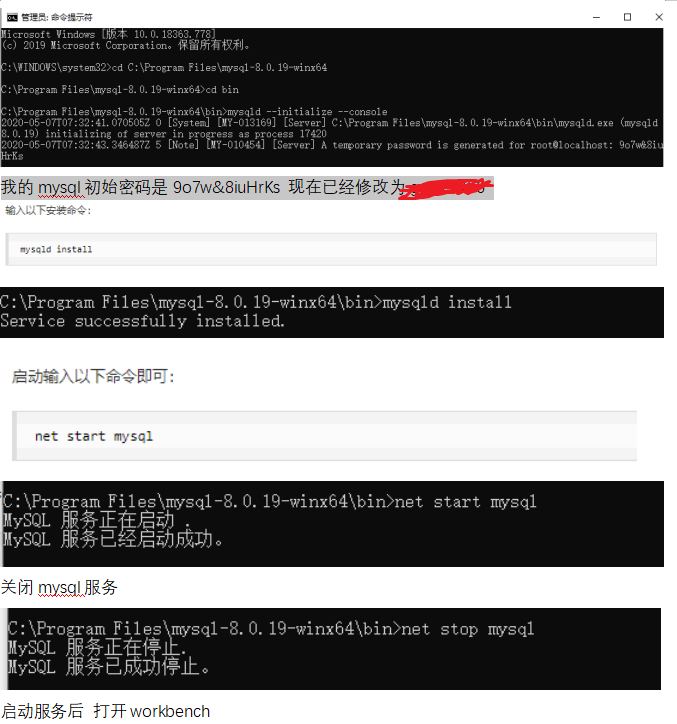 管理员: 命令提示符
Microsoft Windows [版本 10.0.18363.778]
(c) 2019 Microsoft Corporation。保留所有权利。
C:\WINDOWS\system32>cd C:\Program Files\mysql-8.0.19-winx64
C:\Program Files\mysql-8.0.19-winx64>cd bin
C:\Program Files\mysql-8.0.19-winx64\bin>mysqld --initialize --console
2020-05-07T07:32:41.070505Z 0 [System] [MY-013169] [Server] C:\Program Files\mysql-8.0.19-winx64\bin\mysqld.exe (mysqld
8.0.19) initializing of server in progress as process 17420
2020-05-07T07:32:43.346487Z 5 [Note] [MY-010454] [Server] A temporary password is generated for root@localhost: 9o7w&8iu
HrKs
我的 mysql 初始密码是 9o7w&8iuHrKs 现在已经修改为
输入以下安装命令:
mysqld install
C:\Program Files\mysql-8.0.19-winx64\bin>mysqld install
Service successfully installed.
启动输入以下命令即可:
net start mysql
C:\Program Files\mysql-8.0.19-winx64\bin>net start mysql
MySQL 服务正在启动 .
MySQL 服务已经启动成功。
关闭 mysql 服务
C:\Program Files\mysql-8.0.19-winx64\bin>net stop mysql
MySQL 服务正在停止.
MySQL 服务已成功停止。
启动服务后 打开 workbench